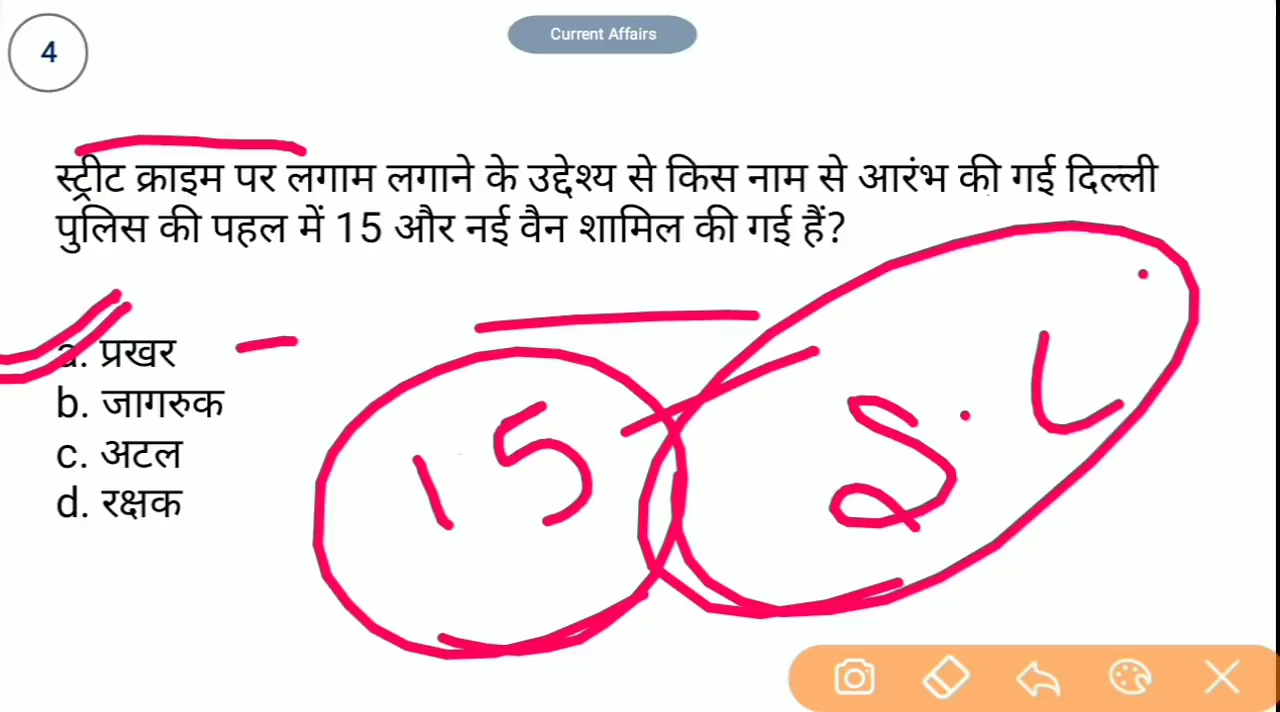 4
Current Affairs
स्ट्रीट क्राइम पर लगाम लगाने के उद्देश्य से किस नाम से आरंभ की गई दिल्ली
पुलिस की पहल में 15 और नई वैन शामिल की गई हैं?
a. प्रखर
b. जागरुक
c. अटल
d. रक्षक
15